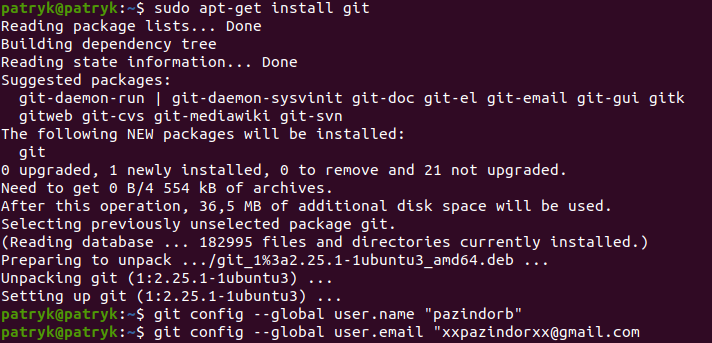 patryk@patryk:~$ sudo apt-get install git
Reading package lists... Done
Building dependency tree
Reading state information... Done
Suggested packages:
  git-daemon-run | git-daemon-sysvinit git-doc git-el git-email git-gui gitk
  gitweb git-cvs git-mediawiki git-svn
The following NEW packages will be installed:
  git
0 upgraded, 1 newly installed, 0 to remove and 21 not upgraded.
Need to get 0 B/4 554 kB of archives.
After this operation, 36,5 MB of additional disk space will be used.
Selecting previously unselected package git.
(Reading database ... 182995 files and directories currently installed.)
Preparing to unpack .../git_1%3a2.25.1-1ubuntu3_amd64.deb ...
Unpacking git (1:2.25.1-1ubuntu3) ...
Setting up git (1:2.25.1-1ubuntu3) ...
patryk@patryk:~$ git config --global user.name "pazindorb"
patryk@patryk:~$ git config --global user.email "xxpazindorxx@gmail.com